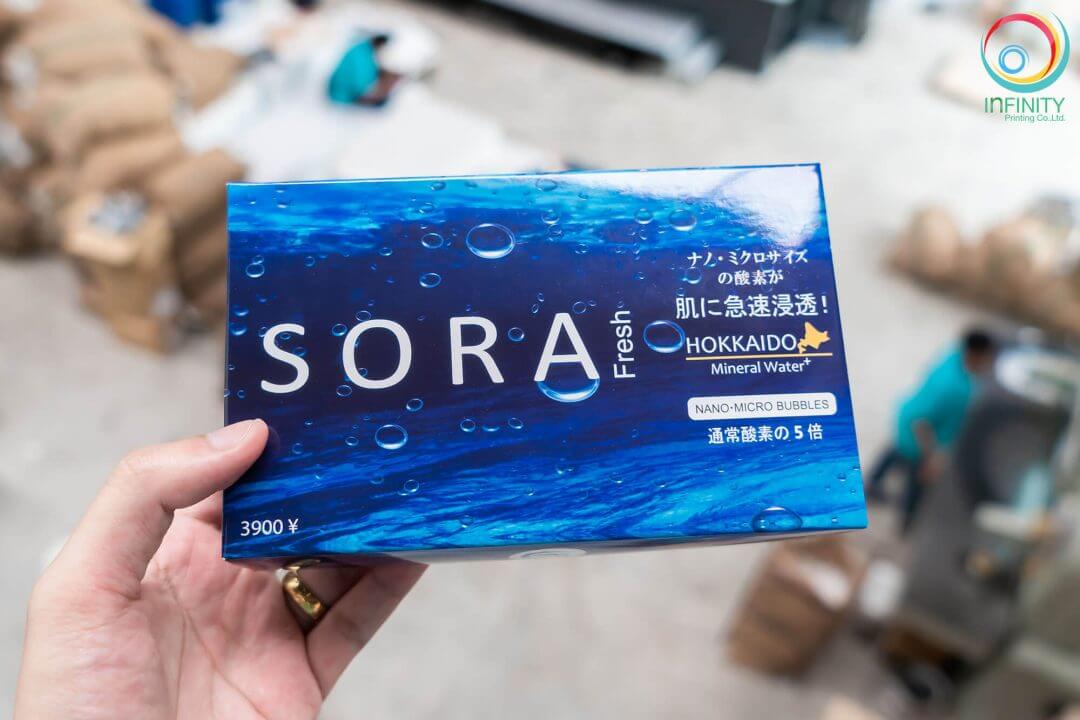 INFINITY
Printing Co.,Ltd.
ナノ・ミクロサイズ
の酸素が
肌に急速浸透!
SORA
Fresh
HOKKAIDO
Mineral Water+
NANO・MICRO BUBBLES
通常酸素の5倍
3900 ¥